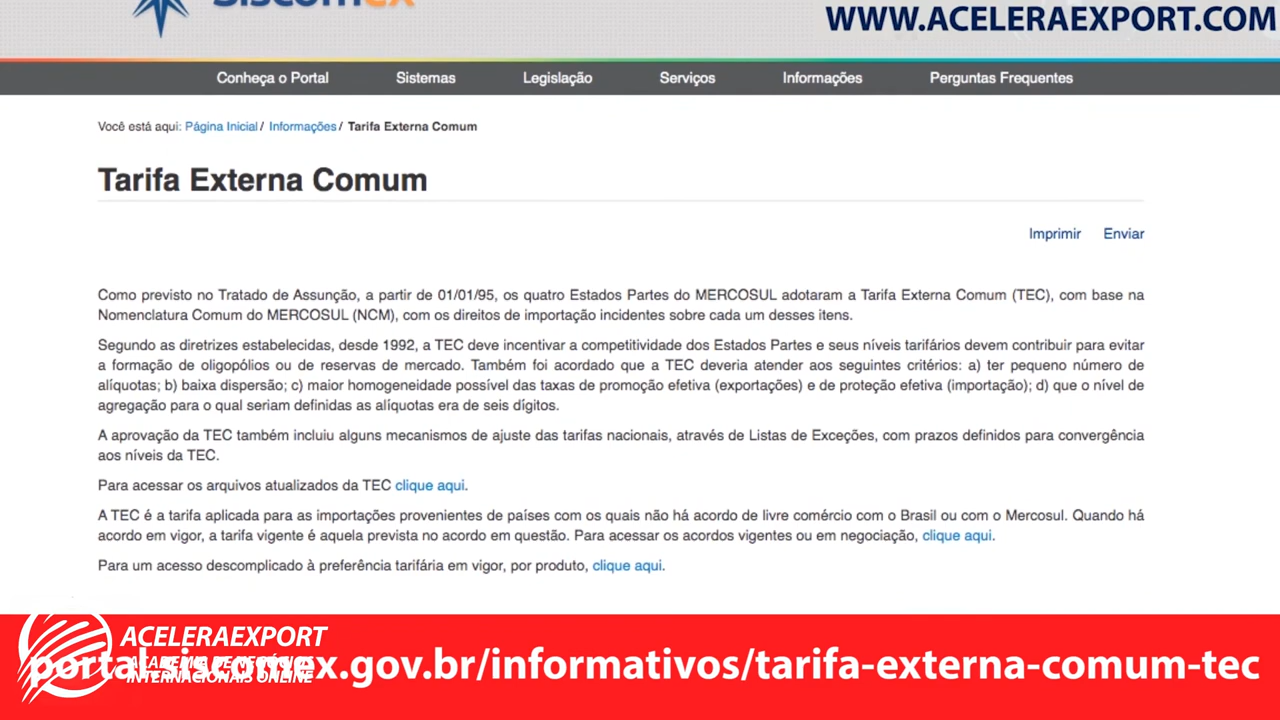 Siscomex
WWW.ACELERAEXPORT.COM
Conheça o Portal Sistemas Legislação Serviços Informações Perguntas Frequentes
Você está aqui: Página Inicial / Informações / Tarifa Externa Comum
Tarifa Externa Comum
Imprimir Enviar
Como previsto no Tratado de Assunção, a partir de 01/01/95, os quatro Estados Partes do MERCOSUL adotaram a Tarifa Externa Comum (TEC), com base na
Nomenclatura Comum do MERCOSUL (NCM), com os direitos de importação incidentes sobre cada um desses itens.
Segundo as diretrizes estabelecidas, desde 1992, a TEC deve incentivar a competitividade dos Estados Partes e seus níveis tarifários devem contribuir para evitar
a formação de oligopólios ou de reservas de mercado. Também foi acordado que a TEC deveria atender aos seguintes critérios: a) ter pequeno número de
alíquotas; b) baixa dispersão; c) maior homogeneidade possível das taxas de promoção efetiva (exportações) e de proteção efetiva (importação); d) que o nível de
agregação para o qual seriam definidas as alíquotas era de seis dígitos.
A aprovação da TEC também incluiu alguns mecanismos de ajuste das tarifas nacionais, através de Listas de Exceções, com prazos definidos para convergência
aos níveis da TEC.
Para acessar os arquivos atualizados da TEC clique aqui.
A TEC é a tarifa aplicada para as importações provenientes de países com os quais não há acordo de livre comércio com o Brasil ou com o Mercosul. Quando há
acordo em vigor, a tarifa vigente é aquela prevista no acordo em questão. Para acessar os acordos vigentes ou em negociação, clique aqui.
Para um acesso descomplicado à preferência tarifária em vigor, por produto, clique aqui.
ACELERAEXPORT
ACADEMIA DE NEGÓCIOS
INTERNACIONAIS ONLINE
portal.siscomex.gov.br/informativos/tarifa-externa-comum-tec